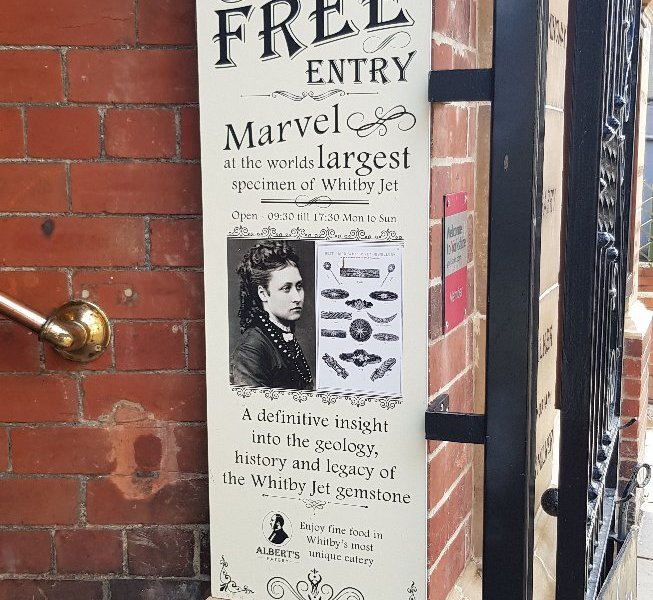 FREE
ENTRY
Marvel
at the worlds largest
specimen of Whitby Jet
Open - 09:30 till 17:30 Mon to Sun
A definitive insight
into the geology,
history and legacy of
the Whitby Jet gemstone
ALBERT'S
EATERY
Enjoy fine food in
Whitby's most
unique eatery
Welcome